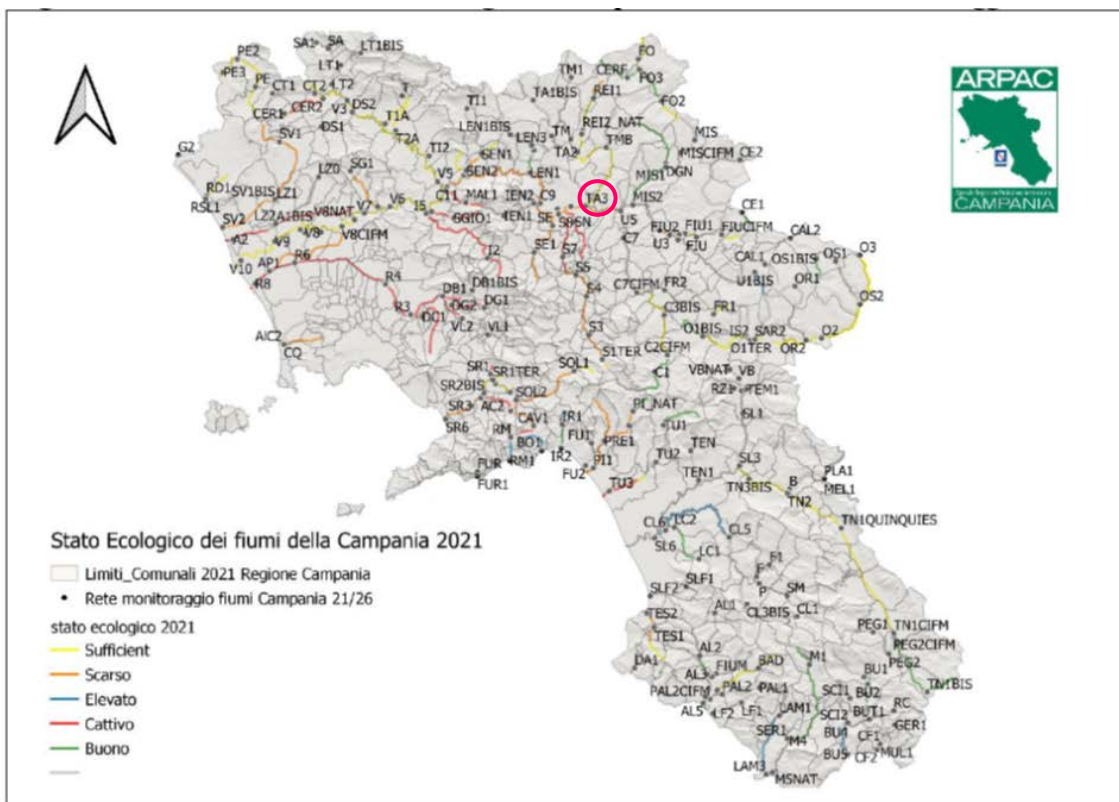 PE2
SA1
SA
LT1BIS
FO
PE3
PE
CT1
CT2
LT1
LT2
TM1
CERF
FO3
CER1
CER2
V3
DS2
T
TI1
TA1BIS
REI1
FO2
SV1
DS1
T1A
T2A
LEN1BIS
LEN3
TM
REI2_NAT
TA2
TMB
MIS
MISCIFM
CE2
G2
LZ0
SG1
TI2
SEN1
SEN2
LEN1
MIS1
DGN
RD1
SV1BIS
LZ1
V5
RSL1
C11
MAL1
IEN2
C9
TA3
MIS2
SV2
LZ2
A1BIS
V8NAT
V7
V6
I5
SGIO1
IEN1
SE
SBSN
U5
CE1
A2
V9
V8
V8CIFM
C7
FIU2
U3
FIU1
FIU
FIUCIFM
CAL2
V10
AP1
R6
I2
SE1
S7
S5
CAL1
OS1BIS
OS1
O3
R8
R4
DB1
DB1BIS
S4
C7CIFM
FR2
U1BIS
OR1
OS2
R3
DC1
DG2
DG1
VL2
VL1
S3
C3BIS
FR1
O1BIS
IS2
SAR2
AIC2
CQ
S1TER
C2CIFM
O1TER
OR2
O2
SR1
SR1TER
SOL1
C1
VBNAT
VB
SR2BIS
SOL2
RZ1
TEM1
SR3
AC2
CAV1
IR1
PI_NAT
SL1
SR6
RM
BO1
FU1
PRE1
TU1
TEN
FUR
RM1
IR2
FU2
PI1
TU2
TEN1
SL3
FUR1
TU3
TN3BIS
B
TN2
PLA1
MEL1
CL6
LC2
CL5
TN1QUINQUIES
SL6
LC1
F1
F
P
SLF2
SLF1
AL1
CL3BIS
SM
CL1
TES2
TES1
PEG1
TN1CIFM
PEG2CIFM
DA1
AL2
AL3
FIUM
BAD
M1
BU1
PEG2
TN1BIS
PAL2CIFM
PAL2
PAL1
SCI1
BU2
RC
AL5
LF2
LF1
LAM1
SCI2
BUT1
GER1
SER1
M4
BU4
CF1
BU5
CF2
MUL1
LAM3
M5NAT
ARPAC
CAMPANIA
Stato Ecologico dei fiumi della Campania 2021
Limiti_Comunali 2021 Regione Campania
Rete monitoraggio fiumi Campania 21/26
stato ecologico 2021
Sufficient
Scarso
Elevato
Cattivo
Buono